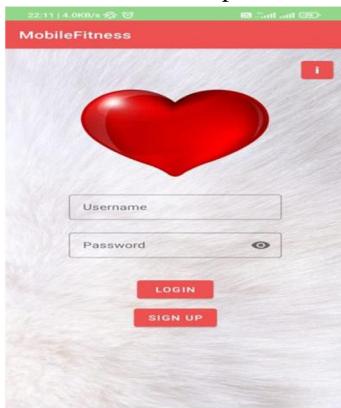 22:11 | 4.0KB/s
MobileFitness
i
Username
Password
LOGIN
SIGN UP